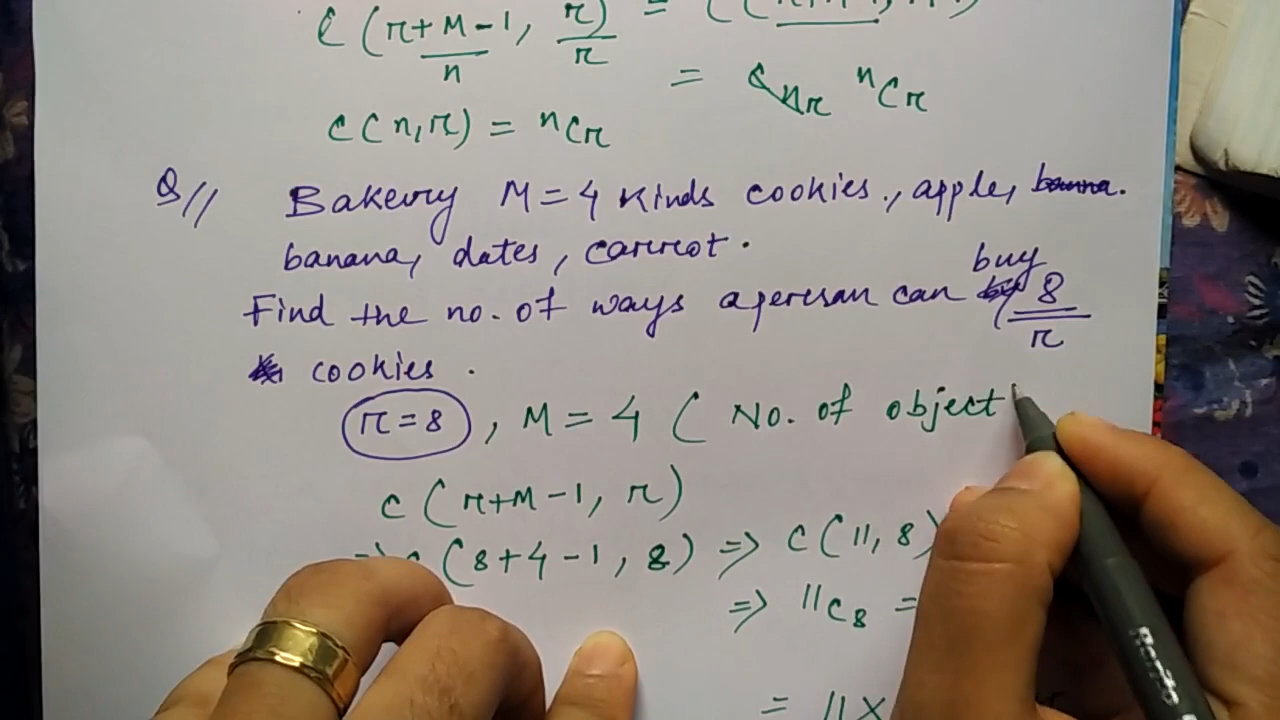 C (r+M-1, r) =
n r
= ⁿCr
C(n,r) = ⁿCr
Q// Bakery M=4 Kinds cookies., apple,
banana, dates, carrot.
Find the no. of ways a person can buy 8
r
cookies.
r=8, M=4 ( No. of object
C (r+M-1, r)
(8+4-1, 8) => C(11,8)
=> 11C8 =
= 11×